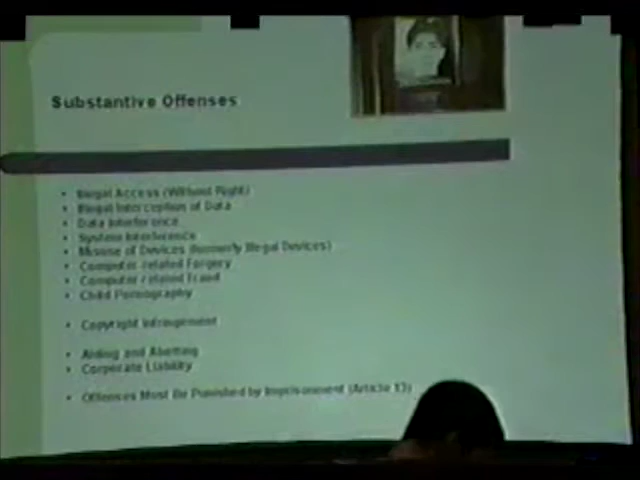 Substantive Offenses
• Illegal Access (Without Right)
• Illegal Interception of Data
• Data Interference
• System Interference
• Misuse of Devices (formerly Illegal Devices)
• Computer-related Forgery
• Computer-related Fraud
• Child Pornography
• Copyright Infringement
• Aiding and Abetting
• Corporate Liability
• Offenses Must Be Punished by Imprisonment (Article 13)